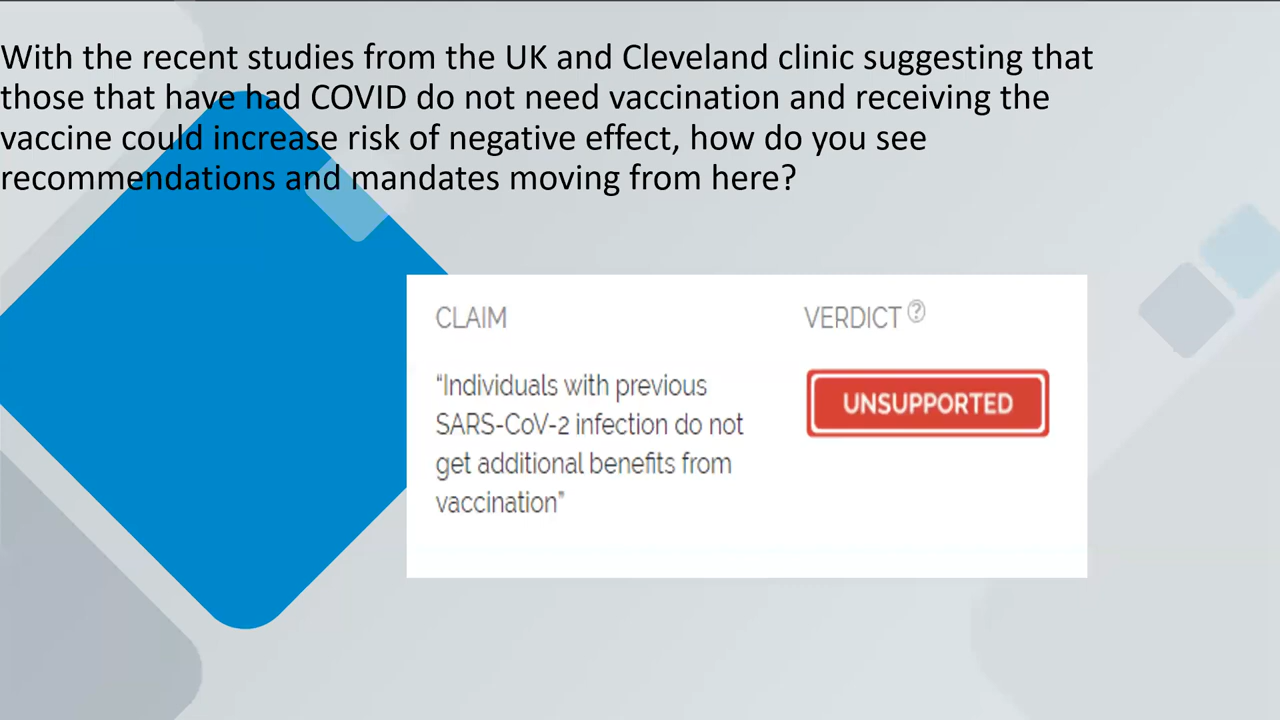 With the recent studies from the UK and Cleveland clinic suggesting that
those that have had COVID do not need vaccination and receiving the
vaccine could increase risk of negative effect, how do you see
recommendations and mandates moving from here?
CLAIM
VERDICT ?
“Individuals with previous
SARS-CoV-2 infection do not
get additional benefits from
vaccination”
UNSUPPORTED